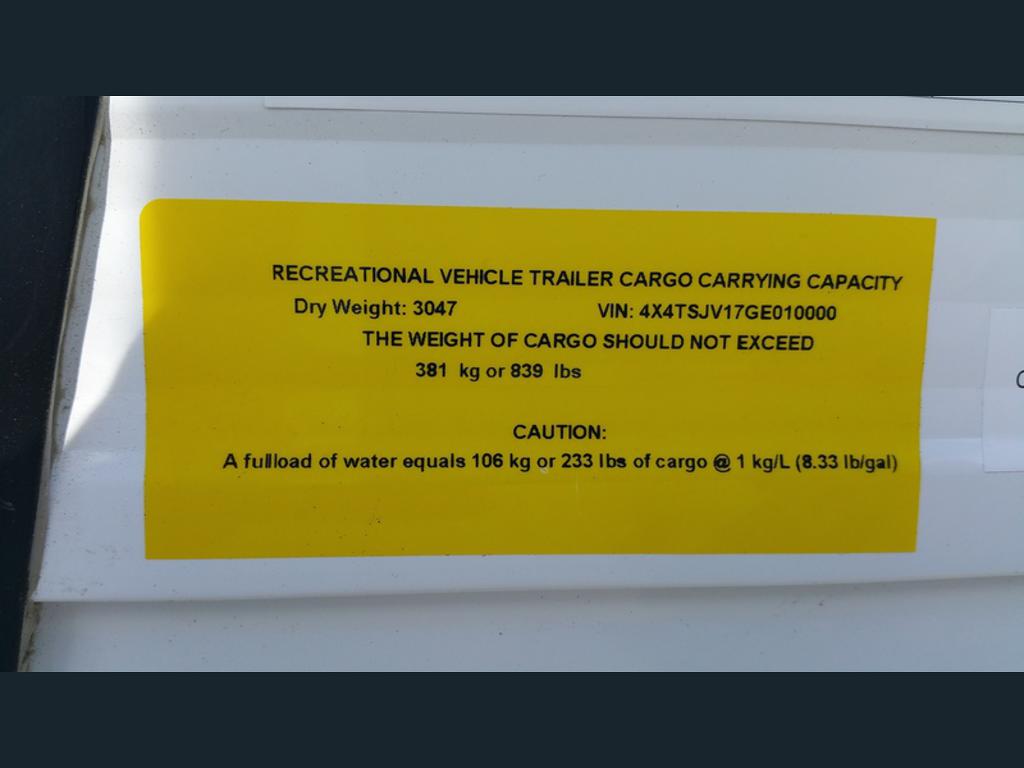 RECREATIONAL VEHICLE TRAILER CARGO CARRYING CAPACITY
Dry Weight: 3047 VIN: 4X4TSJV17GE010000
THE WEIGHT OF CARGO SHOULD NOT EXCEED
381 kg or 839 lbs
CAUTION:
A fullload of water equals 106 kg or 233 lbs of cargo @ 1 kg/L (8.33 lb/gal)